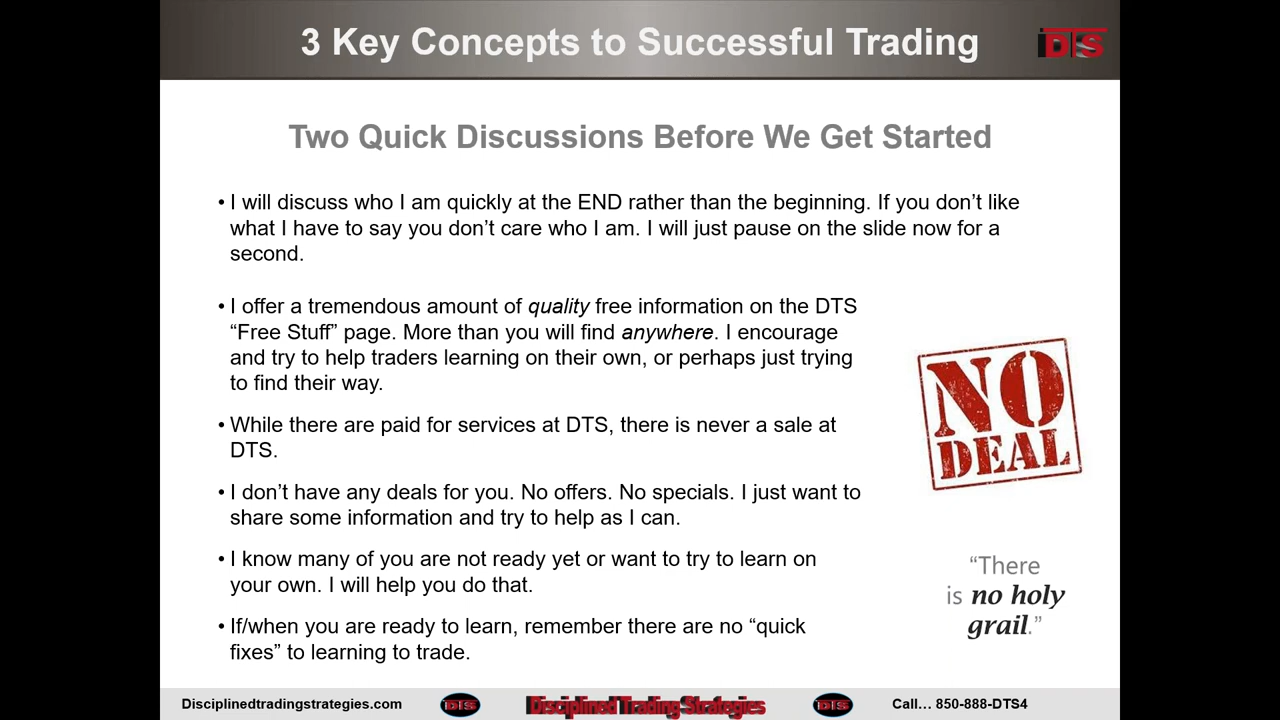 3 Key Concepts to Successful Trading
DTS
Two Quick Discussions Before We Get Started
• I will discuss who I am quickly at the END rather than the beginning. If you don’t like
what I have to say you don’t care who I am. I will just pause on the slide now for a
second.
• I offer a tremendous amount of quality free information on the DTS
“Free Stuff” page. More than you will find anywhere. I encourage
and try to help traders learning on their own, or perhaps just trying
to find their way.
• While there are paid for services at DTS, there is never a sale at
DTS.
• I don’t have any deals for you. No offers. No specials. I just want to
share some information and try to help as I can.
• I know many of you are not ready yet or want to try to learn on
your own. I will help you do that.
• If/when you are ready to learn, remember there are no “quick
fixes” to learning to trade.
NO
DEAL
“There
is no holy
grail.”
Disciplinedtradingstrategies.com DTS Disciplined Trading Strategies DTS Call… 850-888-DTS4